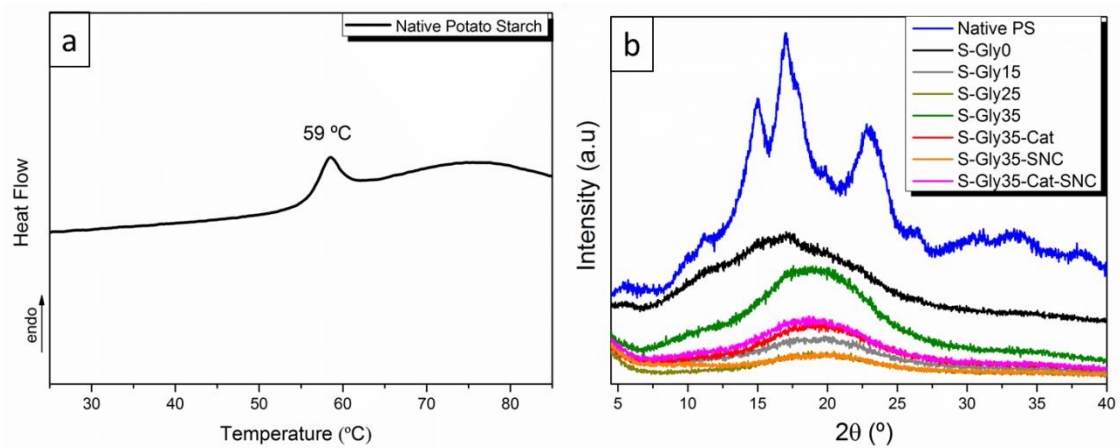 a
Native Potato Starch
59 ºC
Heat Flow
endo
30 40 50 60 70 80
Temperature (ºC)
b
Native PS
S-Gly0
S-Gly15
S-Gly25
S-Gly35
S-Gly35-Cat
S-Gly35-SNC
S-Gly35-Cat-SNC
Intensity (a.u)
4.5 10 15 20 25 30 35 40
2θ (º)